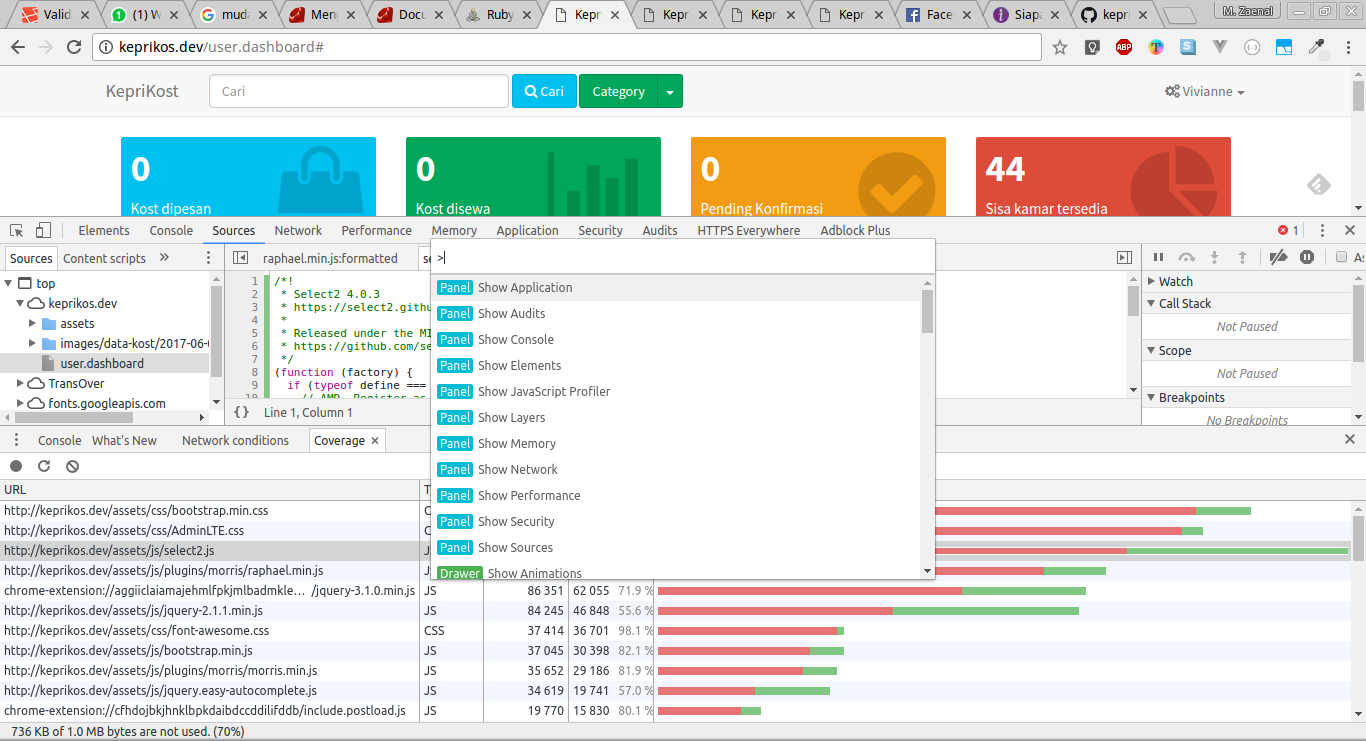 Valid (1) W muda Men Docu Ruby Kepri Kepri Kepri Kepri Face Siapa kepri M. Zaenal
keprikos.dev/user.dashboard#
KepriKost Cari Cari Category Vivianne
0 0 0 44
Kost dipesan Kost disewa Pending Konfirmasi Sisa kamar tersedia
Elements Console Sources Network Performance Memory Application Security Audits HTTPS Everywhere Adblock Plus 1
Sources Content scripts » raphael.min.js:formatted se
>
top
keprikos.dev
assets
images/data-kost/2017-06-
user.dashboard
TransOver
fonts.googleapis.com
1 /*!
2 * Select2 4.0.3
3 * https://select2.githu
4 *
5 * Released under the MI
6 * https://github.com/se
7 */
8 (function (factory) {
9 if (typeof define ===
10 // AMD. Register as
{} Line 1, Column 1
Panel Show Application
Panel Show Audits
Panel Show Console
Panel Show Elements
Panel Show JavaScript Profiler
Panel Show Layers
Panel Show Memory
Panel Show Network
Panel Show Performance
Panel Show Security
Panel Show Sources
Drawer Show Animations
As
Watch
Call Stack
Not Paused
Scope
Not Paused
Breakpoints
No Breakpoints
Console What's New Network conditions Coverage ×
URL T
http://keprikos.dev/assets/css/bootstrap.min.css C
http://keprikos.dev/assets/css/AdminLTE.css C
http://keprikos.dev/assets/js/select2.js J
http://keprikos.dev/assets/js/plugins/morris/raphael.min.js J
chrome-extension://aggiiclaiamajehmlfpkjmlbadmkle… /jquery-3.1.0.min.js JS 86 351 62 055 71.9 %
http://keprikos.dev/assets/js/jquery-2.1.1.min.js JS 84 245 46 848 55.6 %
http://keprikos.dev/assets/css/font-awesome.css CSS 37 414 36 701 98.1 %
http://keprikos.dev/assets/js/bootstrap.min.js JS 37 045 30 398 82.1 %
http://keprikos.dev/assets/js/plugins/morris/morris.min.js JS 35 652 29 186 81.9 %
http://keprikos.dev/assets/js/jquery.easy-autocomplete.js JS 34 619 19 741 57.0 %
chrome-extension://cfhdojbkjhnklbpkdaibdccddilifddb/include.postload.js JS 19 770 15 830 80.1 %
736 KB of 1.0 MB bytes are not used. (70%)